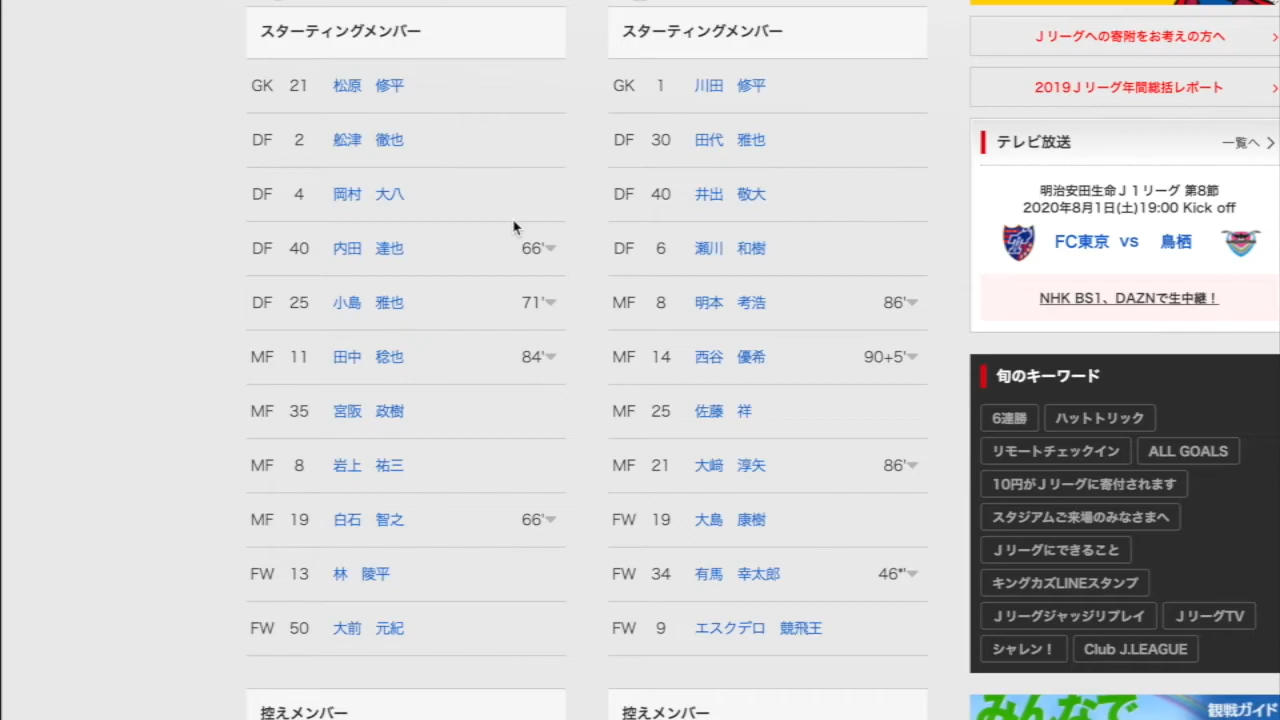 スターティングメンバー
GK 21 松原 修平
DF 2 舩津 徹也
DF 4 岡村 大八
DF 40 内田 達也 66'
DF 25 小島 雅也 71'
MF 11 田中 稔也 84'
MF 35 宮阪 政樹
MF 8 岩上 祐三
MF 19 白石 智之 66'
FW 13 林 陵平
FW 50 大前 元紀
控えメンバー
スターティングメンバー
GK 1 川田 修平
DF 30 田代 雅也
DF 40 井出 敬大
DF 6 瀬川 和樹
MF 8 明本 考浩 86'
MF 14 西谷 優希 90+5'
MF 25 佐藤 祥
MF 21 大﨑 淳矢 86'
FW 19 大島 康樹
FW 34 有馬 幸太郎 46*'
FW 9 エスクデロ 競飛王
控えメンバー
Jリーグへの寄附をお考えの方へ
2019Jリーグ年間総括レポート
テレビ放送 一覧へ
明治安田生命J1リーグ 第8節
2020年8月1日(土)19:00 Kick off
FC東京 vs 鳥栖
NHK BS1、DAZNで生中継！
旬のキーワード
6連勝 ハットトリック
リモートチェックイン ALL GOALS
10円がJリーグに寄付されます
スタジアムご来場のみなさまへ
Jリーグにできること
キングカズLINEスタンプ
Jリーグジャッジリプレイ JリーグTV
シャレン！ Club J.LEAGUE
みんなで 観戦ガイド